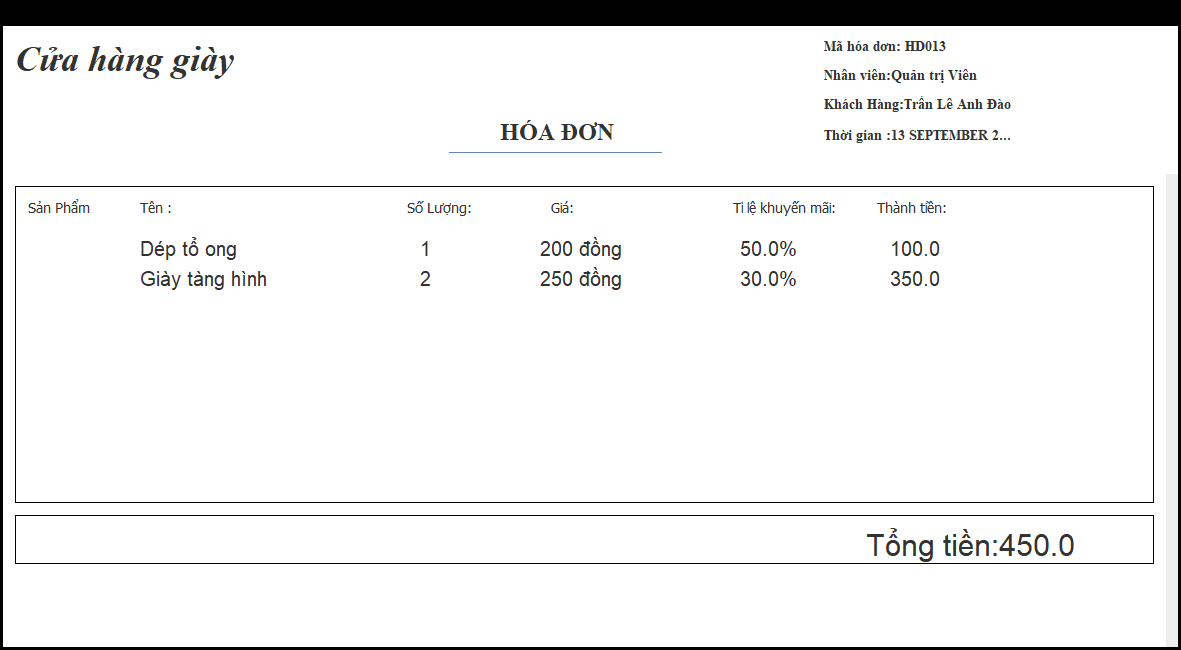 Cửa hàng giày
Mã hóa đơn: HD013
Nhân viên:Quản trị Viên
Khách Hàng:Trần Lê Anh Đào
Thời gian :13 SEPTEMBER 2...
HÓA ĐƠN
Sản Phẩm Tên : Số Lượng: Giá: Tỉ lệ khuyến mãi: Thành tiền:
Dép tổ ong 1 200 đồng 50.0% 100.0
Giày tàng hình 2 250 đồng 30.0% 350.0
Tổng tiền:450.0